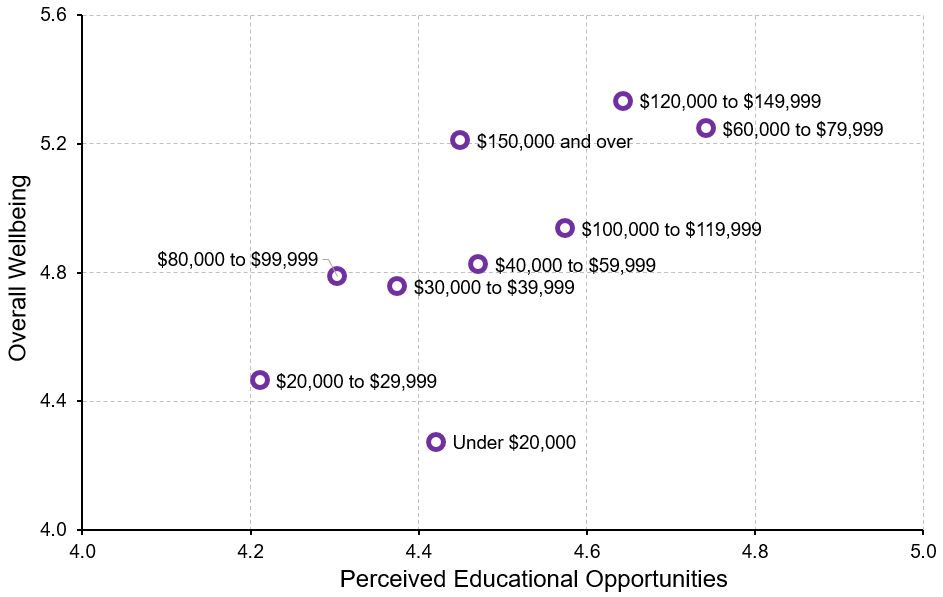 5.6
$120,000 to $149,999
$60,000 to $79,999
5.2
$150,000 and over
$100,000 to $119,999
$80,000 to $99,999
$40,000 to $59,999
4.8
$30,000 to $39,999
Overall Wellbeing
$20,000 to $29,999
4.4
Under $20,000
4.0
4.0 4.2 4.4 4.6 4.8 5.0
Perceived Educational Opportunities